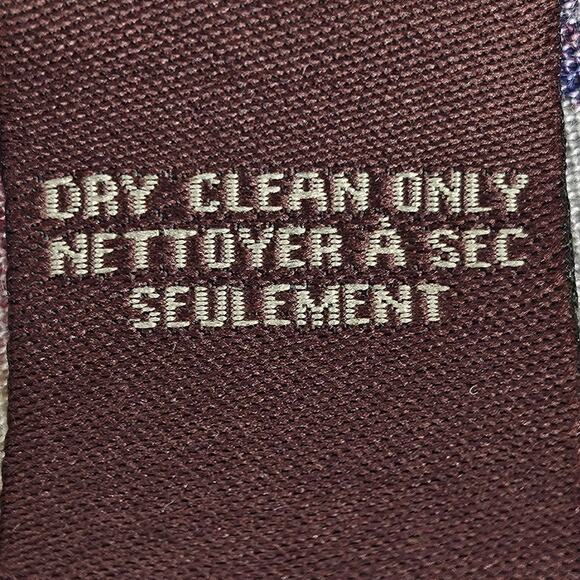 DRY CLEAN ONLY
NETTOYER À SEC
SEULEMENT